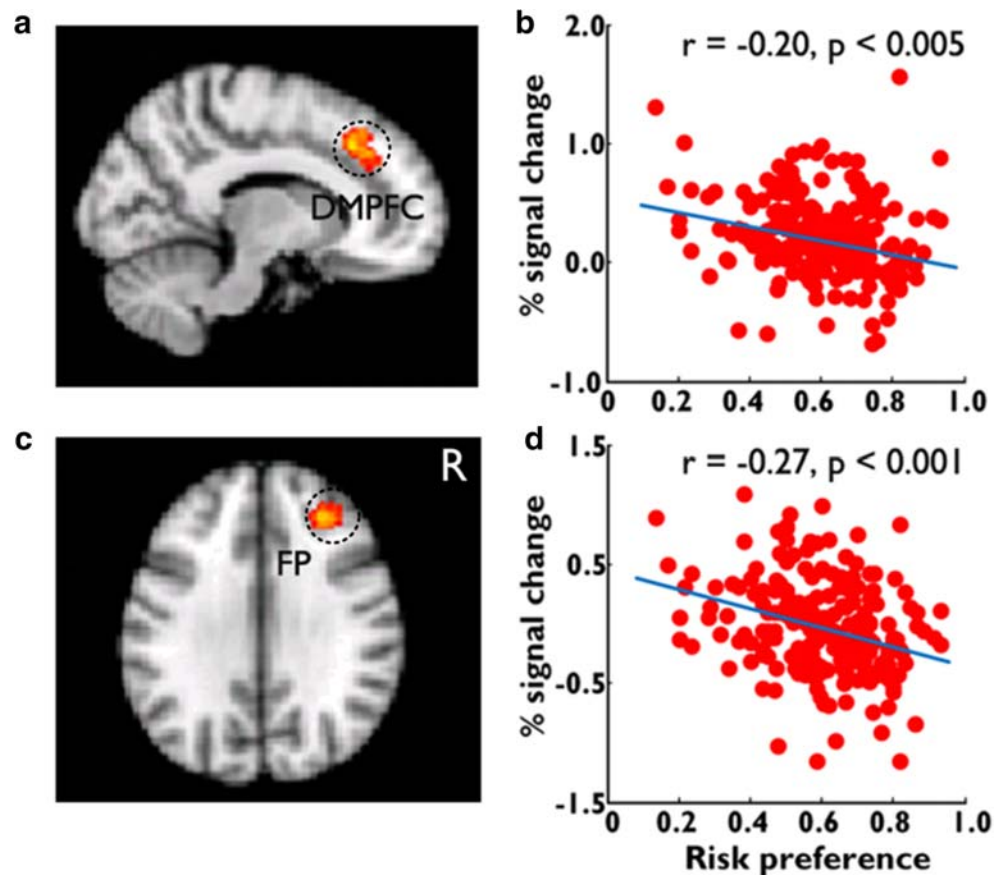 a
DMPFC
b
r = -0.20, p < 0.005
% signal change
2.0
1.0
0.0
-1.0
0 0.2 0.4 0.6 0.8 1.0
c
R
FP
d
r = -0.27, p < 0.001
% signal change
1.5
0.5
-0.5
-1.5
0 0.2 0.4 0.6 0.8 1.0
Risk preference